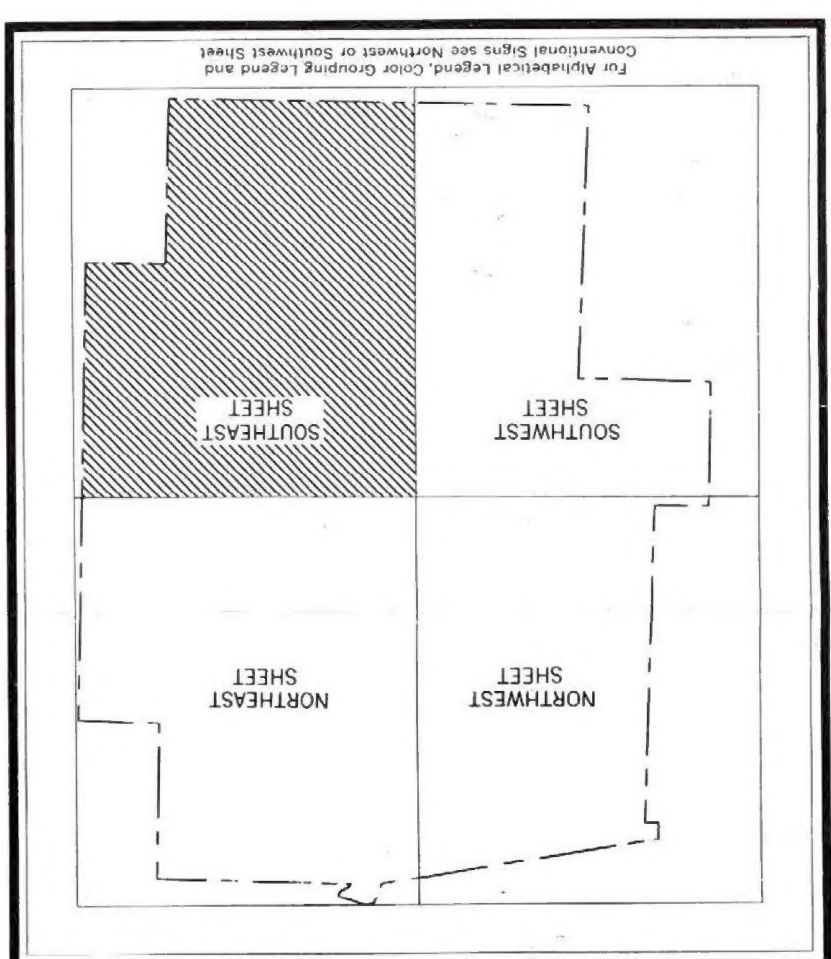 NORTHWEST
SHEET
NORTHEAST
SHEET
SOUTHWEST
SHEET
SOUTHEAST
SHEET
For Alphabetical Legend, Color Grouping Legend and
Conventional Signs see Northwest or Southwest Sheet